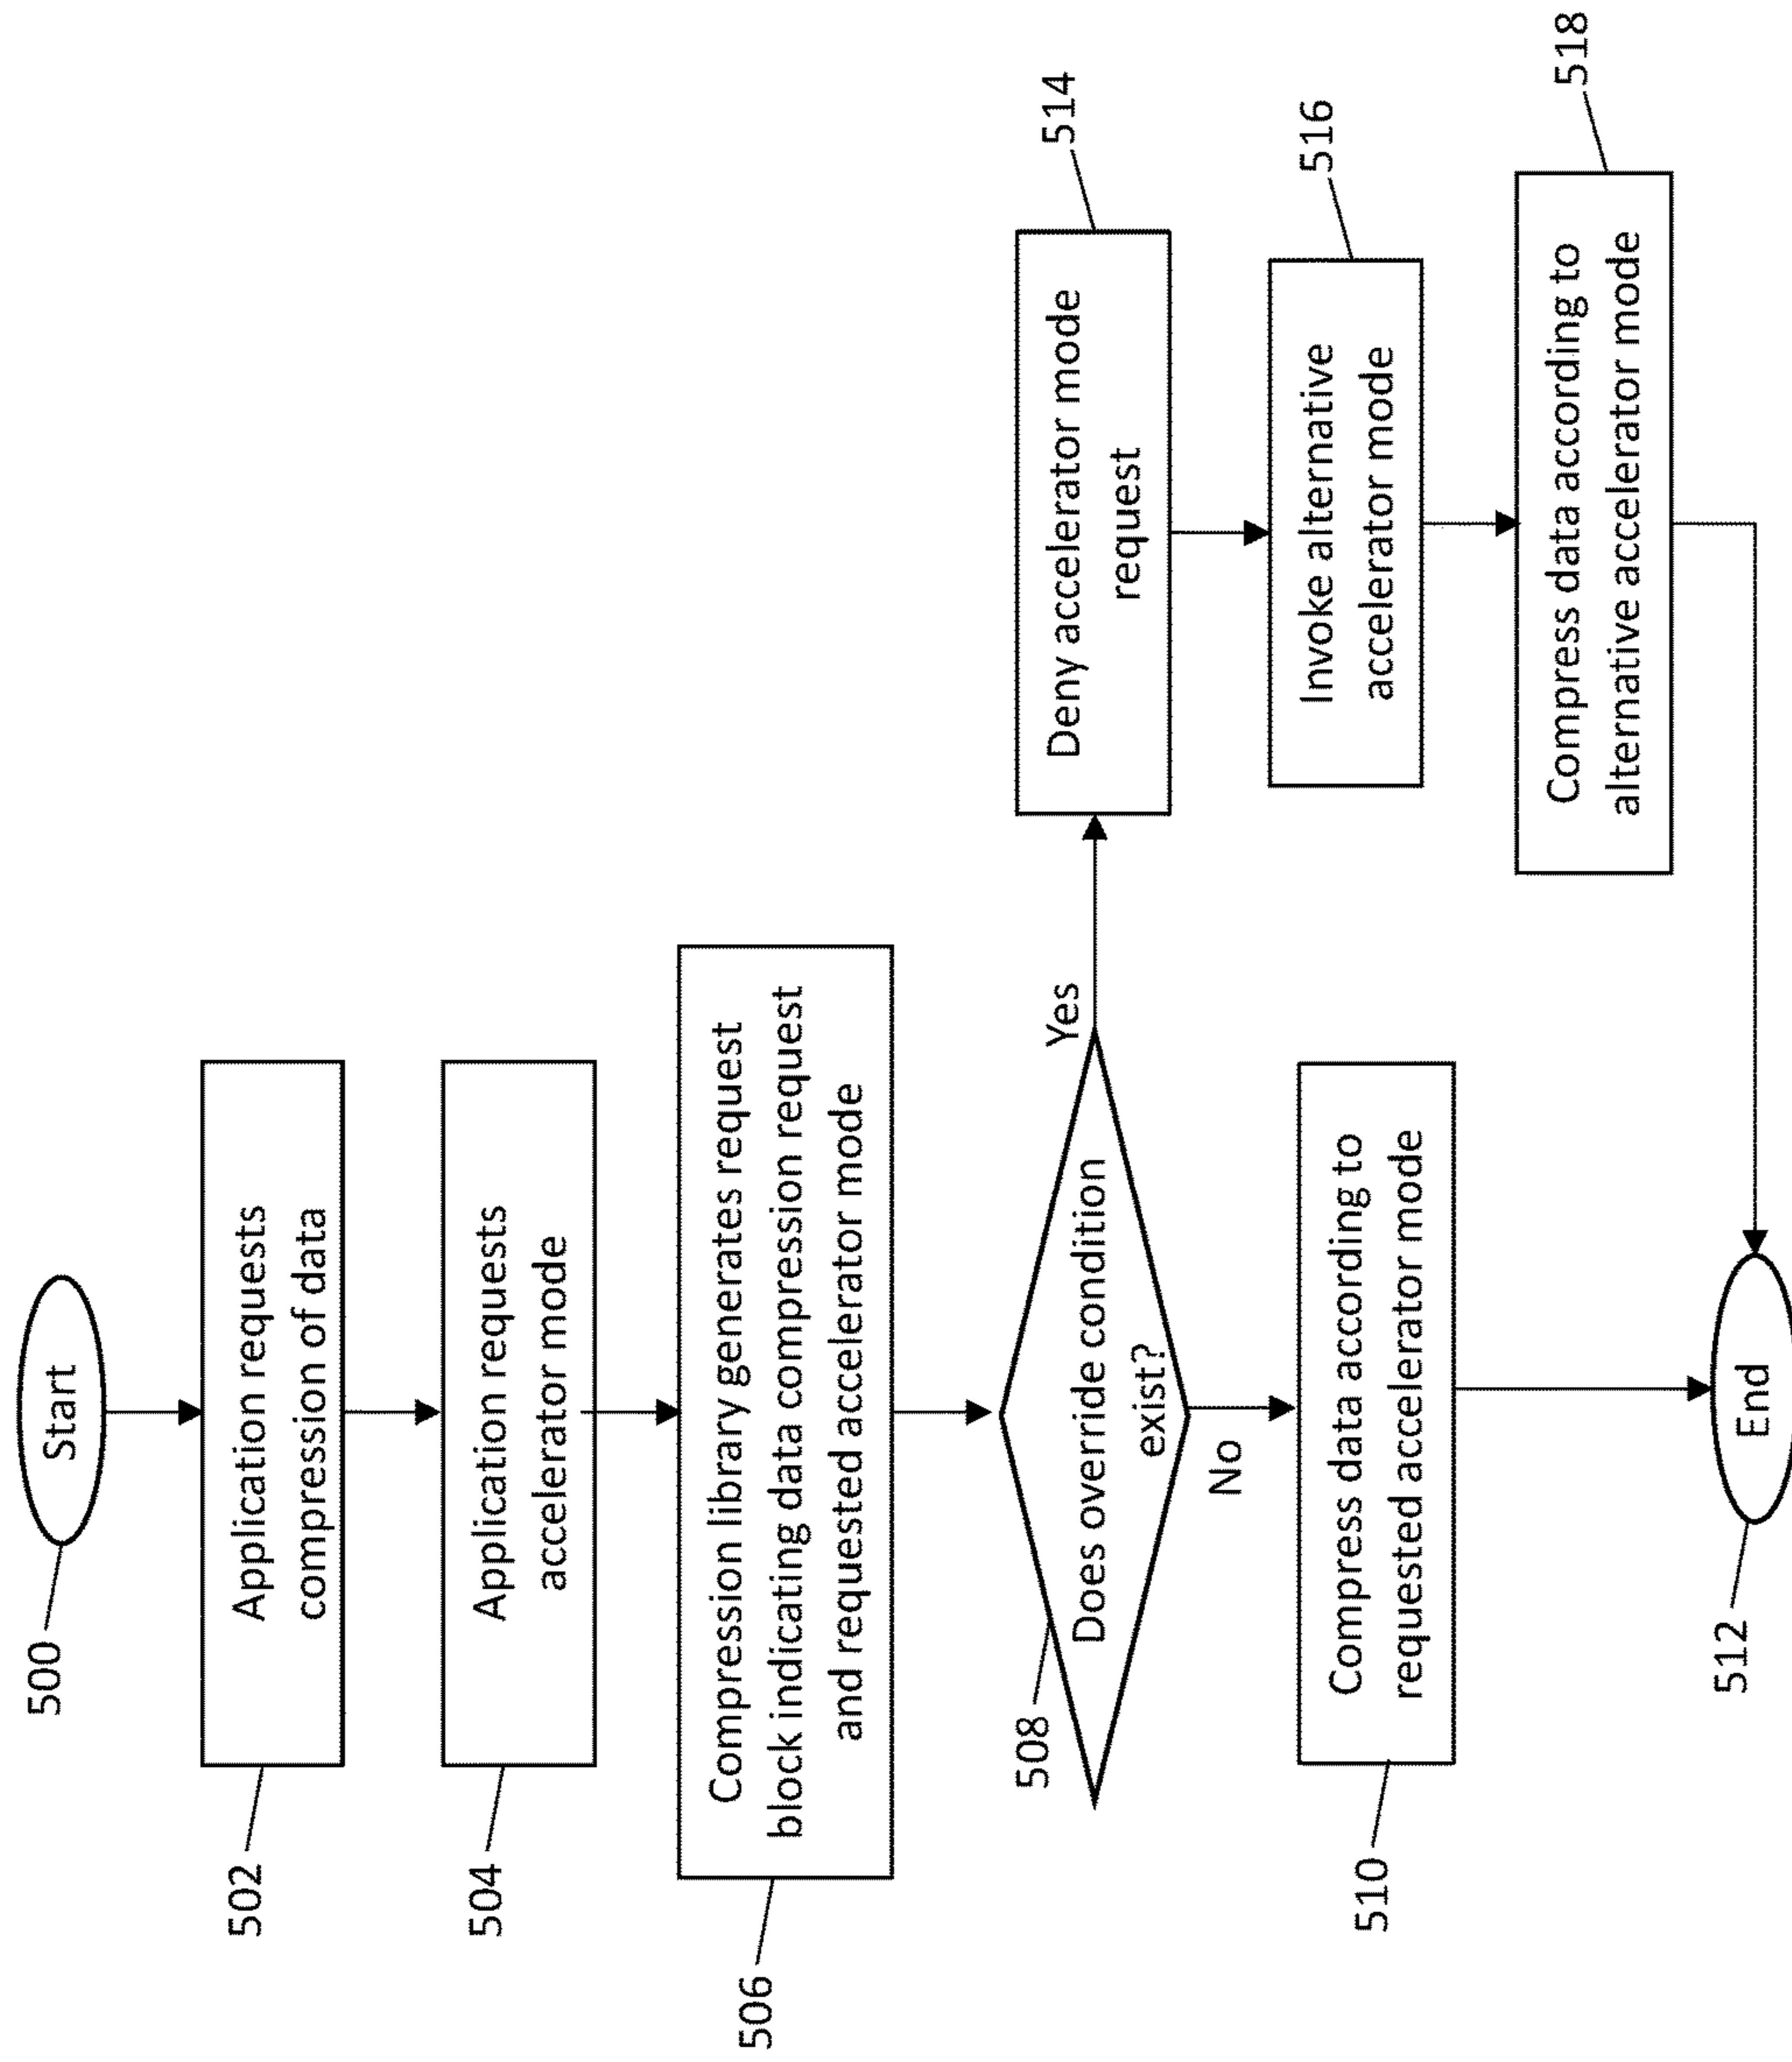 500
Start
502
Application requests
compression of data
504
Application requests
accelerator mode
506
Compression library generates request
block indicating data compression request
and requested accelerator mode
508
Does override condition
exist?
Yes
No
510
Compress data according to
requested accelerator mode
512
End
514
Deny accelerator mode
request
516
Invoke alternative
accelerator mode
518
Compress data according to
alternative accelerator mode